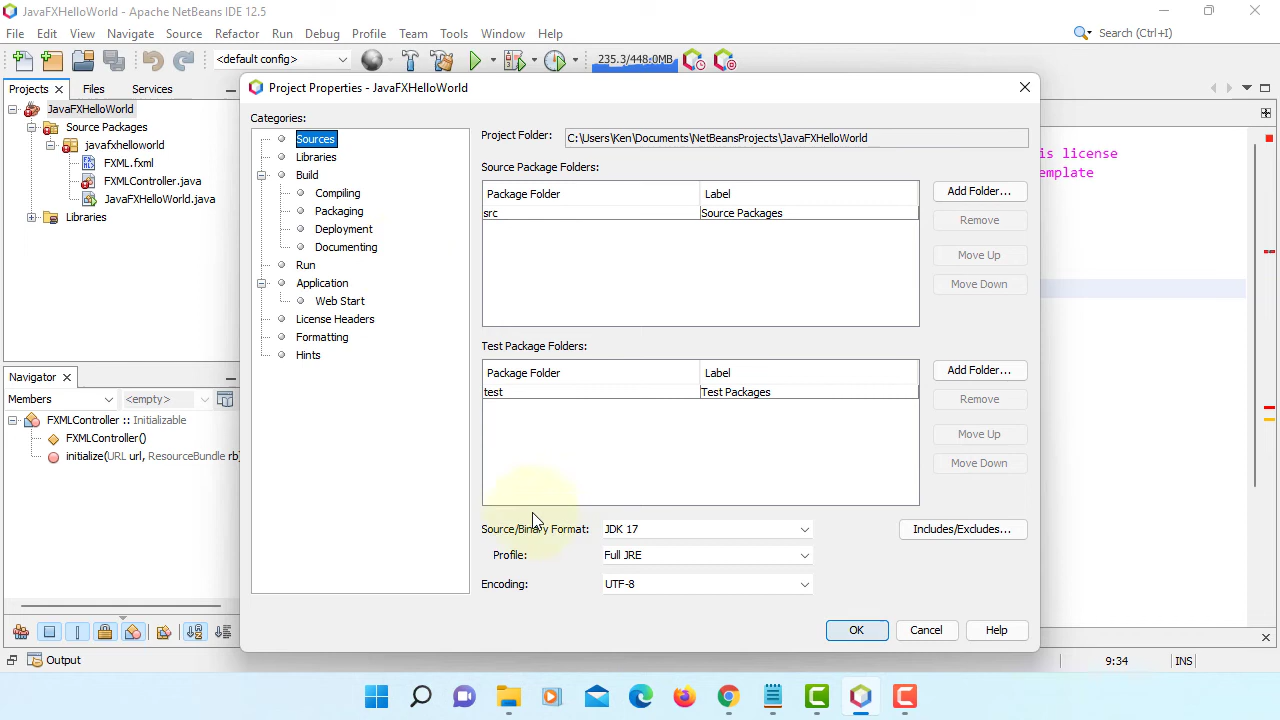 JavaFXHelloWorld - Apache NetBeans IDE 12.5
File Edit View Navigate Source Refactor Run Debug Profile Team Tools Window Help
Search (Ctrl+I)
<default config>
235.3/448.0MB
Projects Files Services
JavaFXHelloWorld
Source Packages
javafxhelloworld
FXML.fxml
FXMLController.java
JavaFXHelloWorld.java
Libraries
Navigator
Members
<empty>
FXMLController :: Initializable
FXMLController()
initialize(URL url, ResourceBundle rb)
Output
Project Properties - JavaFXHelloWorld
Categories:
Sources
Libraries
Build
Compiling
Packaging
Deployment
Documenting
Run
Application
Web Start
License Headers
Formatting
Hints
Project Folder: C:\Users\Ken\Documents\NetBeansProjects\JavaFXHelloWorld
Source Package Folders:
Package Folder Label
src Source Packages
Add Folder...
Remove
Move Up
Move Down
Test Package Folders:
Package Folder Label
test Test Packages
Add Folder...
Remove
Move Up
Move Down
Source/Binary Format: JDK 17
Includes/Excludes...
Profile: Full JRE
Encoding: UTF-8
OK Cancel Help
is license
template
9:34 INS